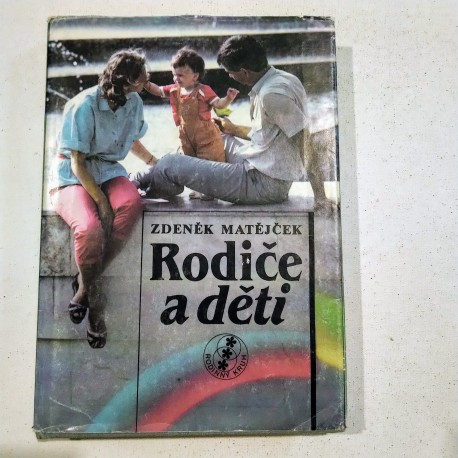 ZDENĚK MATĚJČEK
Rodiče
a děti
RODINNÝ KRUH